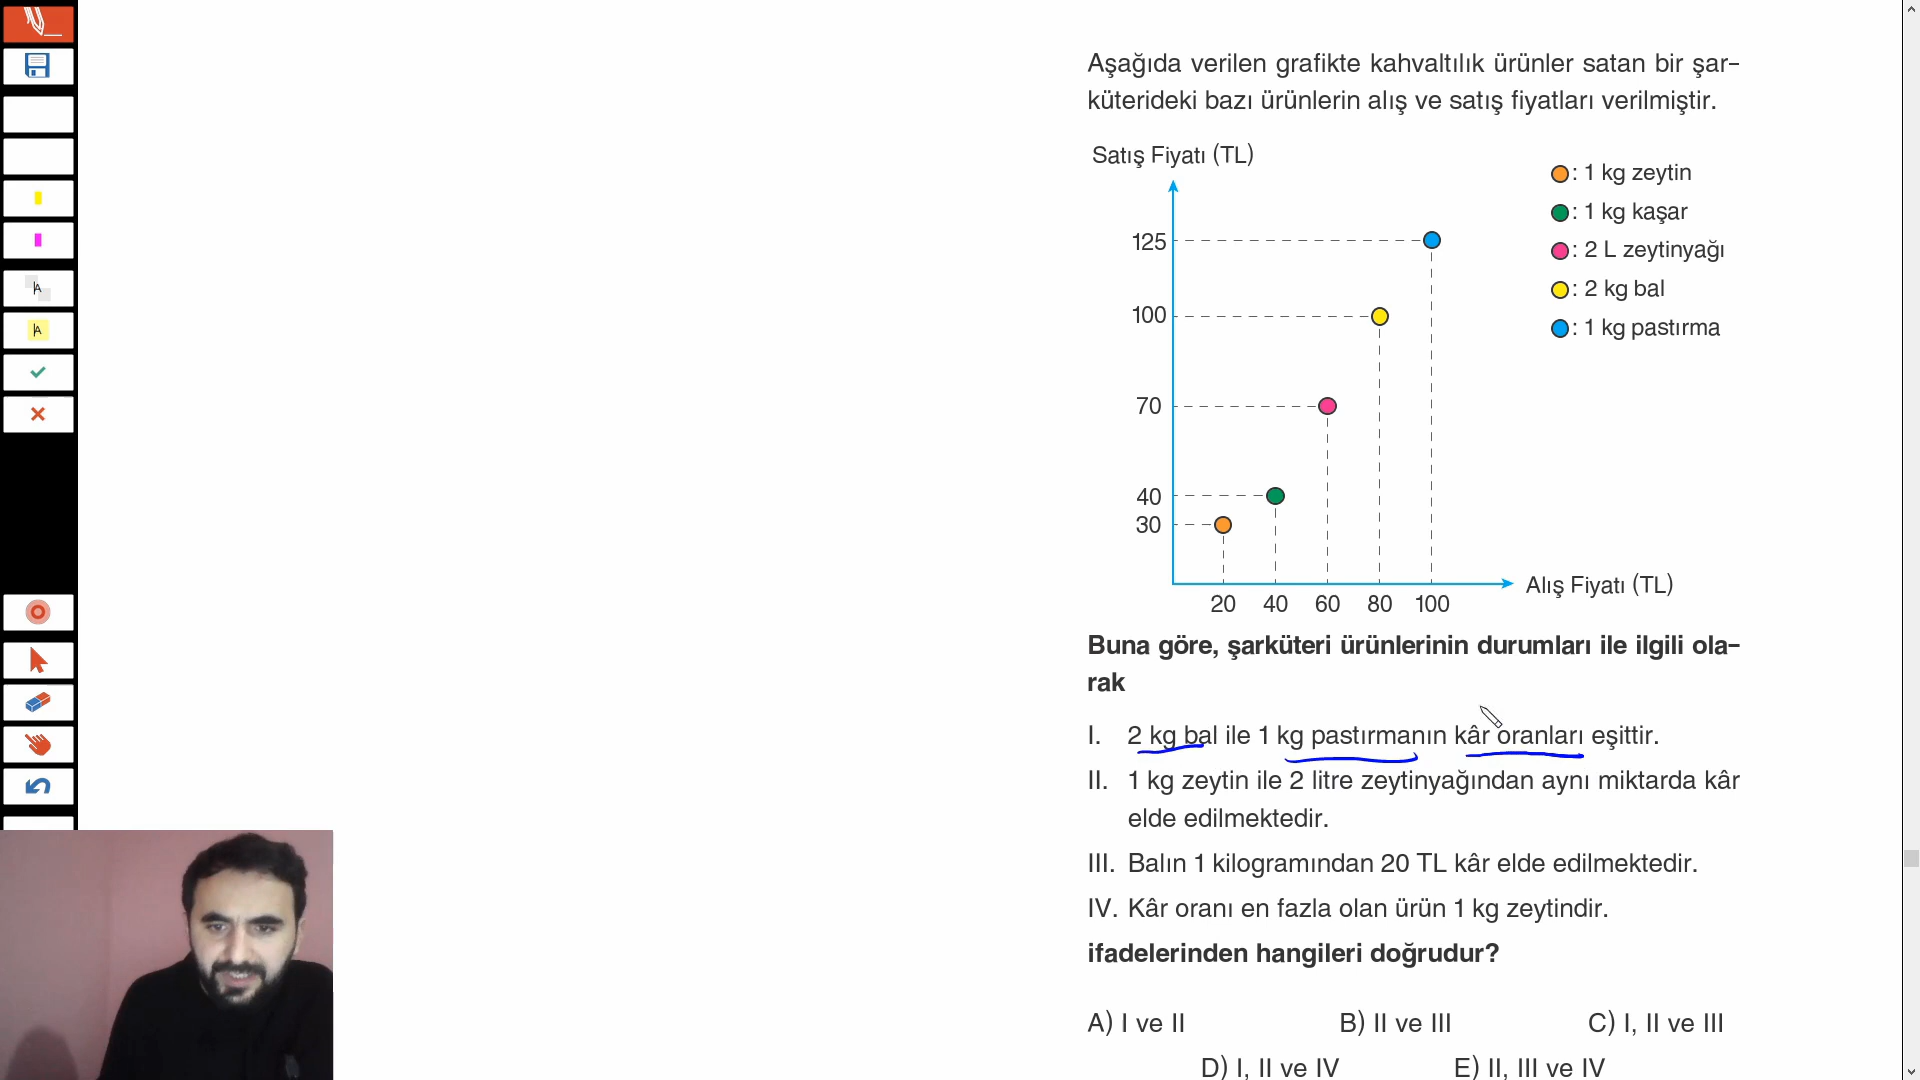 Aşağıda verilen grafikte kahvaltılık ürünler satan bir şar-
küterideki bazı ürünlerin alış ve satış fiyatları verilmiştir.
Satış Fiyatı (TL)
125
100
70
40
30
20 40 60 80 100
Alış Fiyatı (TL)
: 1 kg zeytin
: 1 kg kaşar
: 2 L zeytinyağı
: 2 kg bal
: 1 kg pastırma
Buna göre, şarküteri ürünlerinin durumları ile ilgili ola-
rak
I. 2 kg bal ile 1 kg pastırmanın kâr oranları eşittir.
II. 1 kg zeytin ile 2 litre zeytinyağından aynı miktarda kâr
elde edilmektedir.
III. Balın 1 kilogramından 20 TL kâr elde edilmektedir.
IV. Kâr oranı en fazla olan ürün 1 kg zeytindir.
ifadelerinden hangileri doğrudur?
A) I ve II B) II ve III C) I, II ve III
D) I, II ve IV E) II, III ve IV
A
A